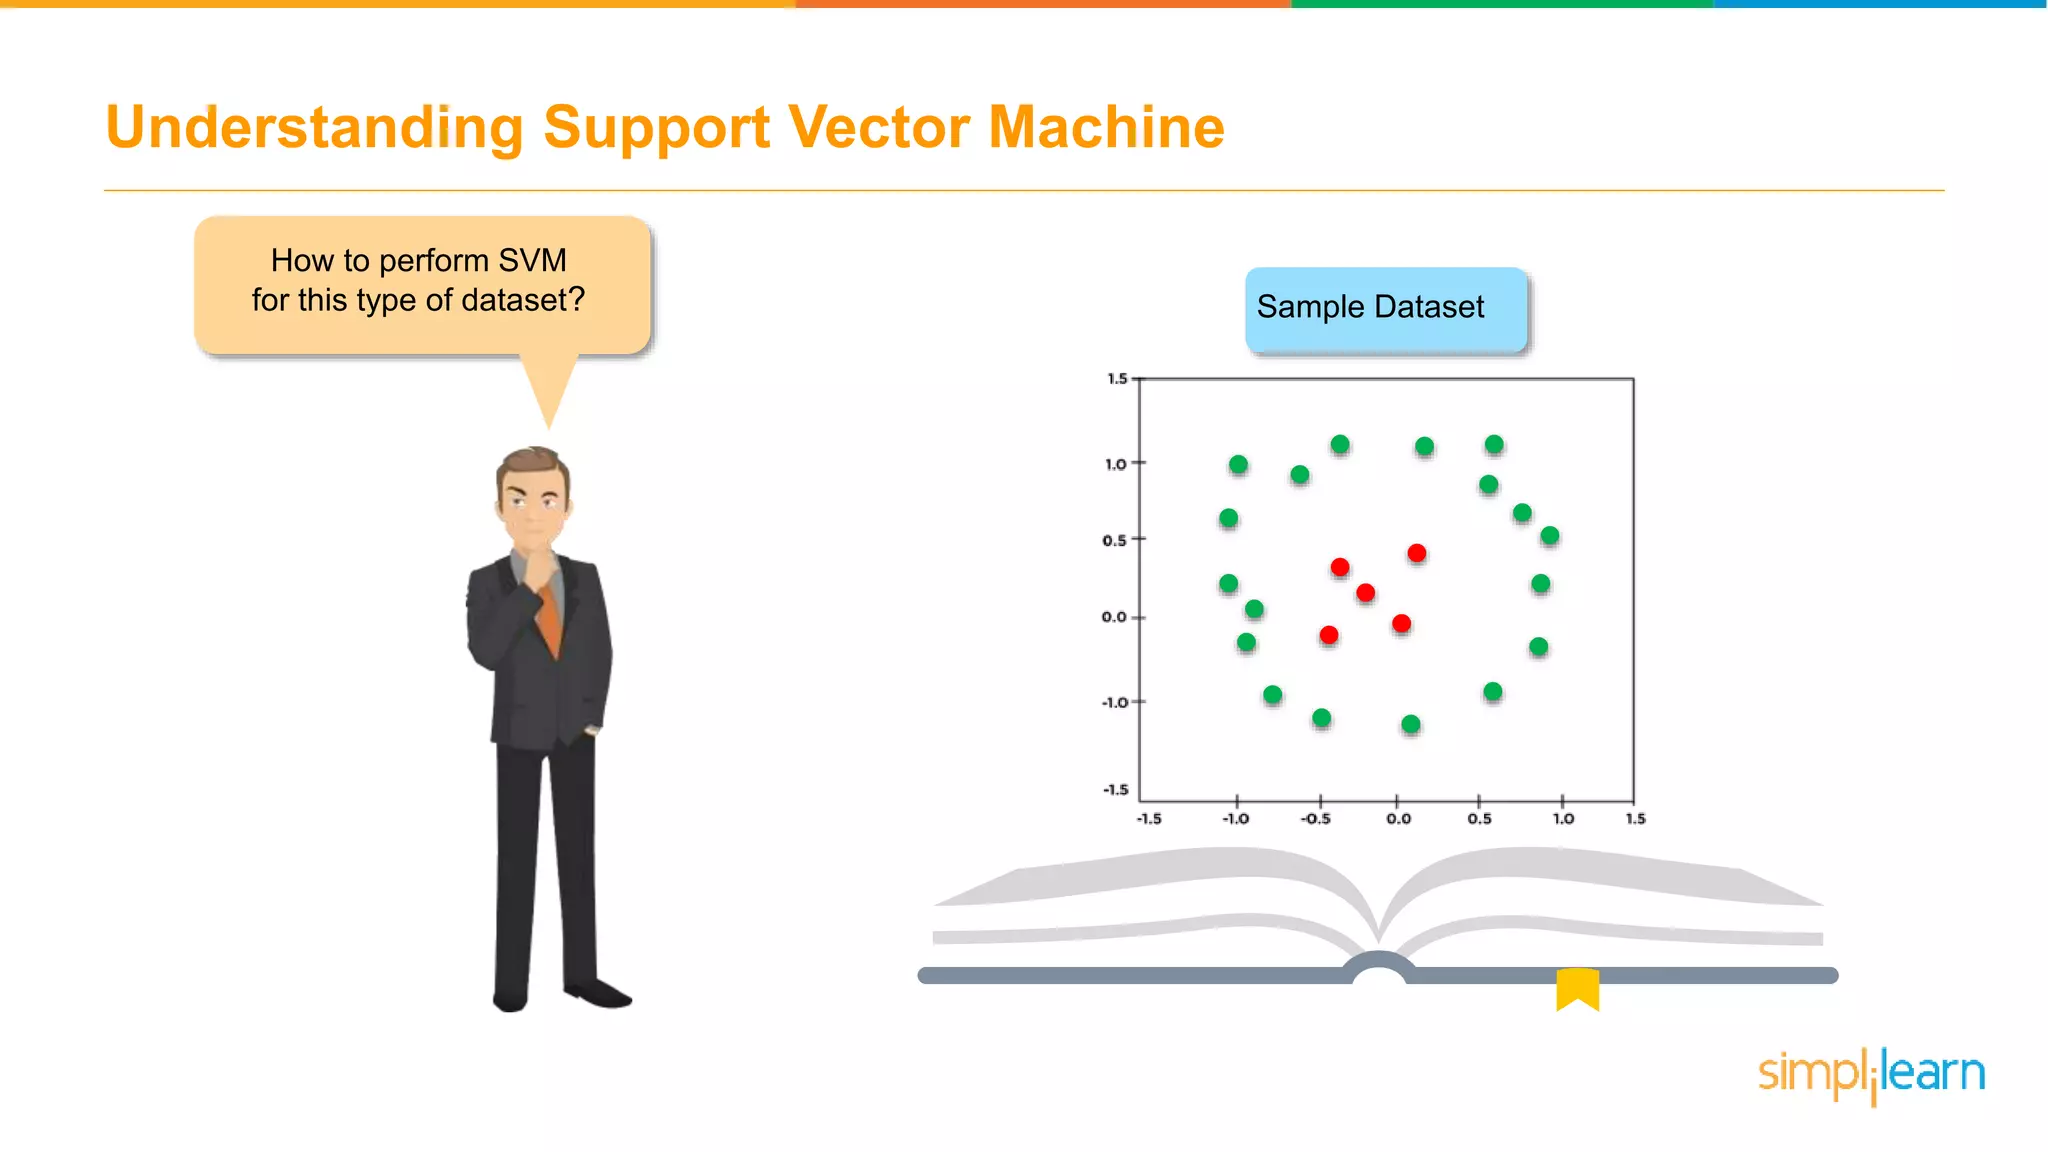 Understanding Support Vector Machine
How to perform SVM
for this type of dataset?
Sample Dataset
1.5
1.0
0.5
0.0
-1.0
-1.5
-1.5 -1.0 -0.5 0.0 0.5 1.0 1.5
simplilearn